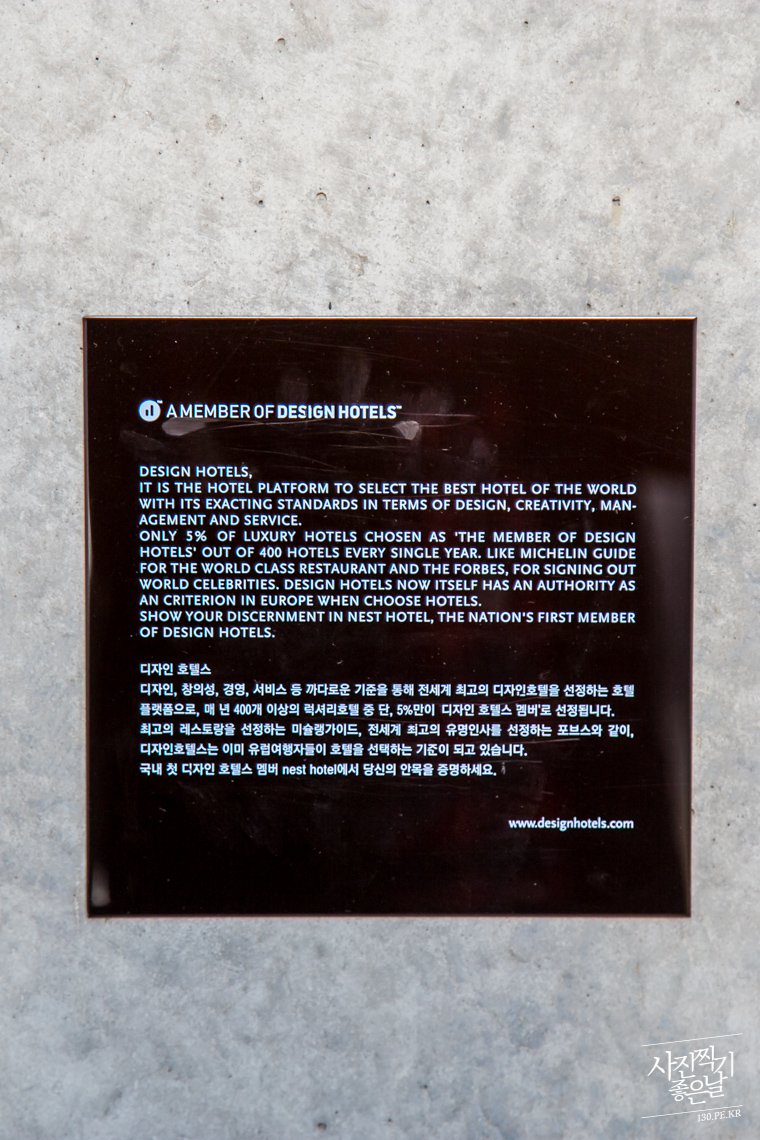 A MEMBER OF DESIGN HOTELS™
DESIGN HOTELS,
IT IS THE HOTEL PLATFORM TO SELECT THE BEST HOTEL OF THE WORLD
WITH ITS EXACTING STANDARDS IN TERMS OF DESIGN, CREATIVITY, MAN-
AGEMENT AND SERVICE.
ONLY 5% OF LUXURY HOTELS CHOSEN AS 'THE MEMBER OF DESIGN
HOTELS' OUT OF 400 HOTELS EVERY SINGLE YEAR. LIKE MICHELIN GUIDE
FOR THE WORLD CLASS RESTAURANT AND THE FORBES, FOR SIGNING OUT
WORLD CELEBRITIES. DESIGN HOTELS NOW ITSELF HAS AN AUTHORITY AS
AN CRITERION IN EUROPE WHEN CHOOSE HOTELS.
SHOW YOUR DISCERNMENT IN NEST HOTEL, THE NATION'S FIRST MEMBER
OF DESIGN HOTELS.
디자인 호텔스
디자인, 창의성, 경영, 서비스 등 까다로운 기준을 통해 전세계 최고의 디자인호텔을 선정하는 호텔
플랫폼으로, 매 년 400개 이상의 럭셔리호텔 중 단, 5%만이 '디자인 호텔스 멤버'로 선정됩니다.
최고의 레스토랑을 선정하는 미슐랭가이드, 전세계 최고의 유명인사를 선정하는 포브스와 같이,
디자인호텔스는 이미 유럽여행자들이 호텔을 선택하는 기준이 되고 있습니다.
국내 첫 디자인 호텔스 멤버 nest hotel에서 당신의 안목을 증명하세요.
www.designhotels.com
사진찍기
좋은날
130.PE.KR